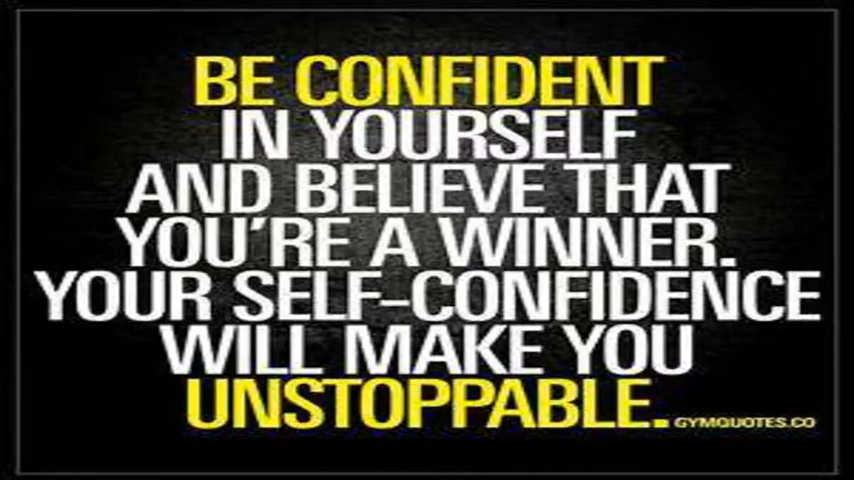 BE CONFIDENT
IN YOURSELF
AND BELIEVE THAT
YOU'RE A WINNER.
YOUR SELF-CONFIDENCE
WILL MAKE YOU
UNSTOPPABLE.
GYMQUOTES.CO